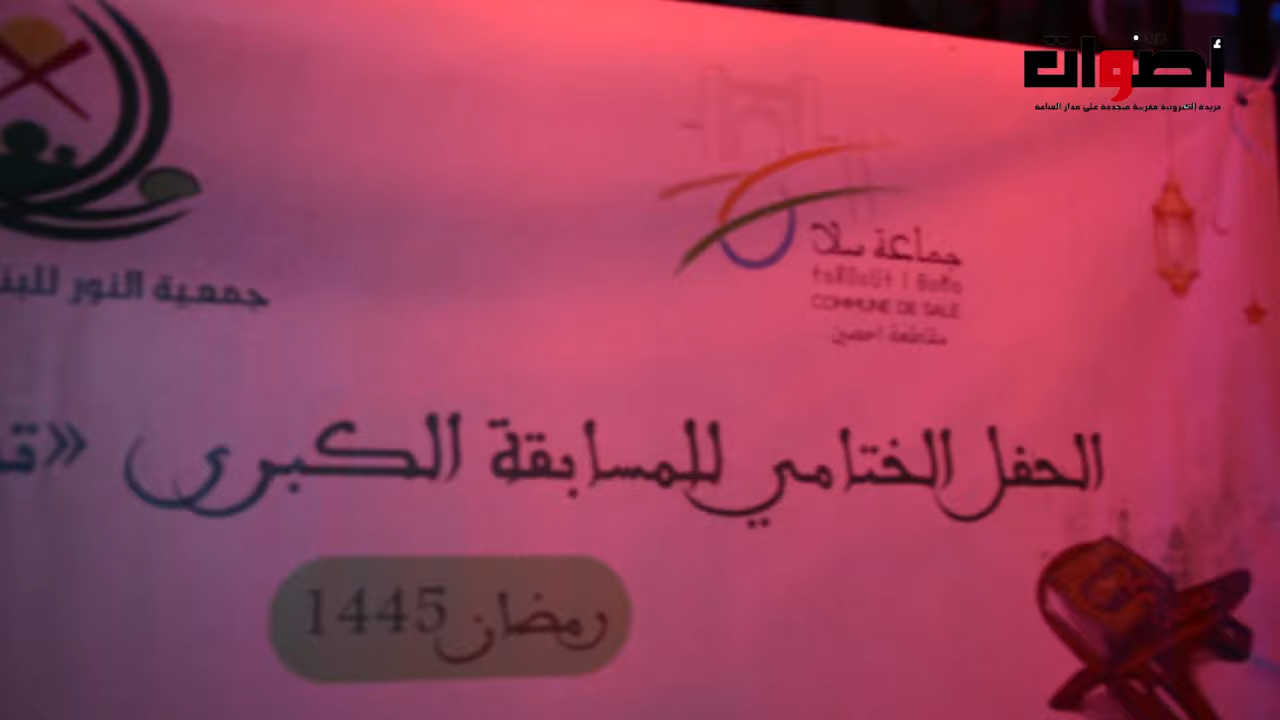 أصوات
جريدة إلكترونية مغربية متجددة على مدار الساعة
جماعة سلا
COMMUNE DE SALE
مقاطعة احصين
جمعية النور
الحفل الختامي للمسابقة الكبرى «
رمضان 1445